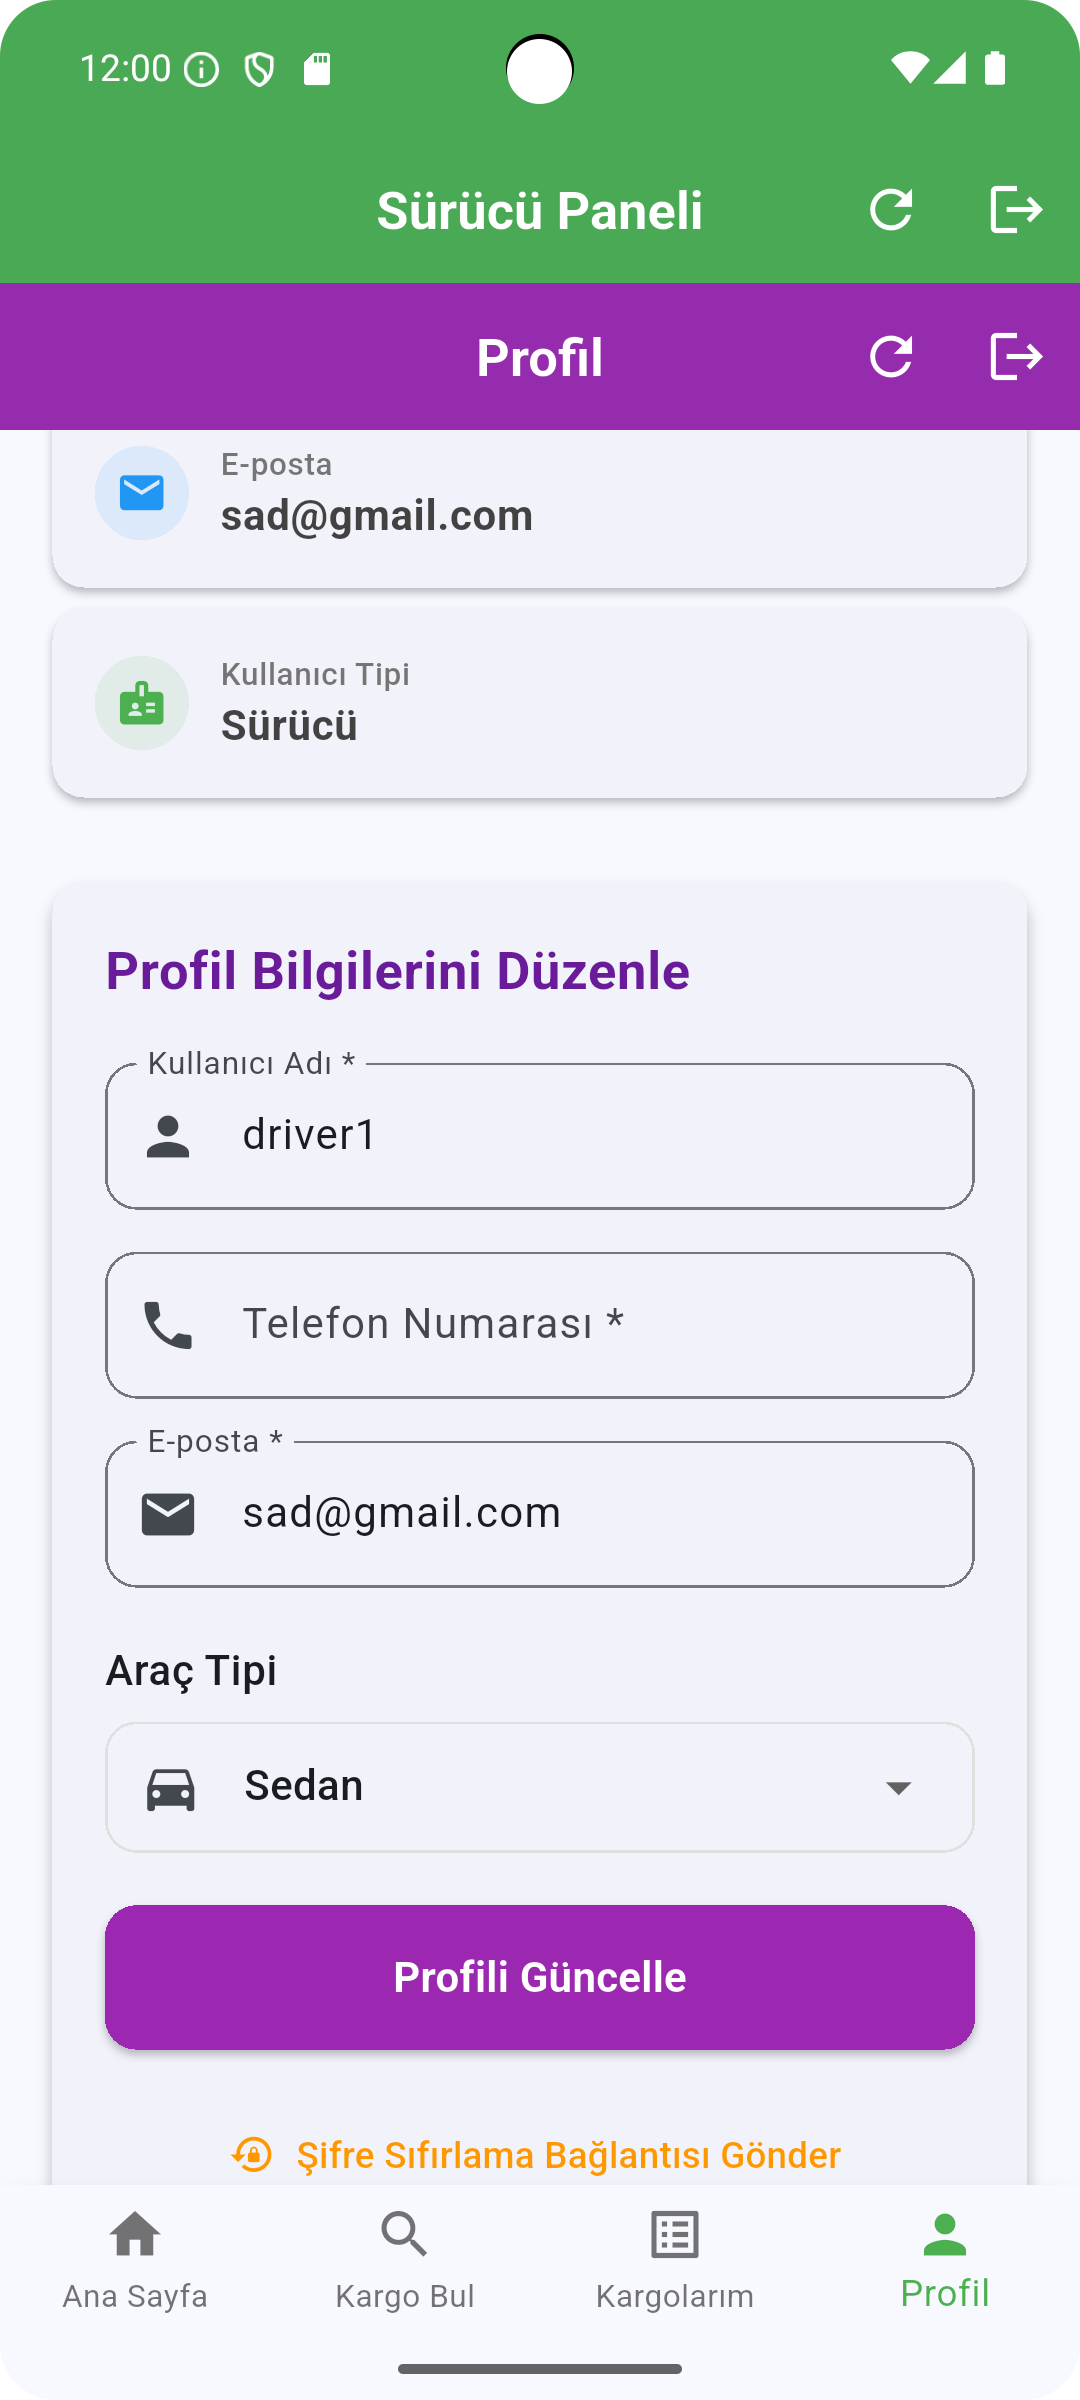 12:00
Sürücü Paneli
Profil
E-posta
sad@gmail.com
Kullanıcı Tipi
Sürücü
Profil Bilgilerini Düzenle
Kullanıcı Adı *
driver1
Telefon Numarası *
E-posta *
sad@gmail.com
Araç Tipi
Sedan
Profili Güncelle
Şifre Sıfırlama Bağlantısı Gönder
Ana Sayfa
Kargo Bul
Kargolarım
Profil